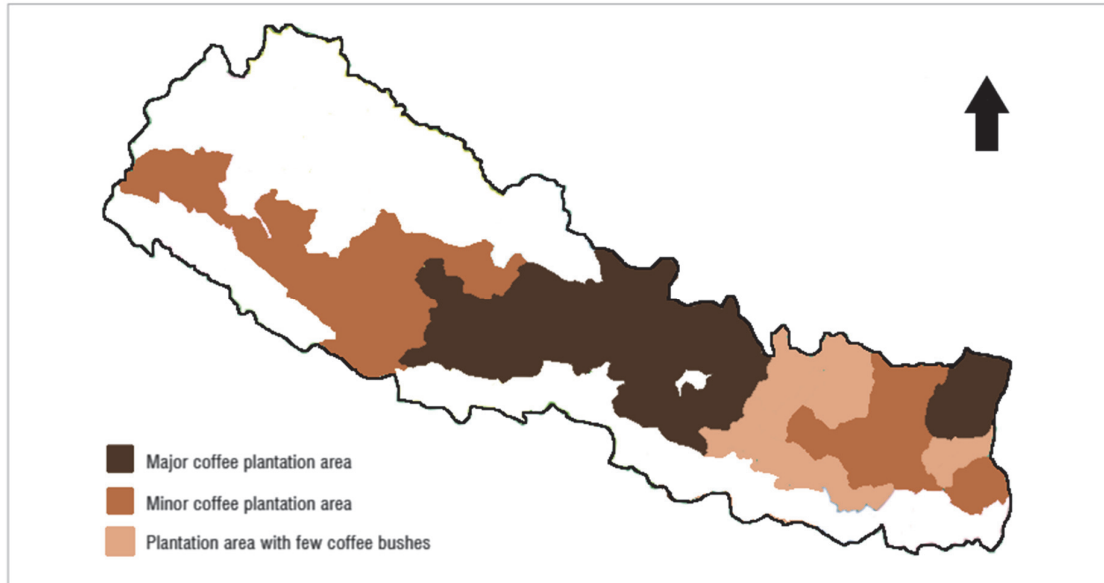 Major coffee plantation area
Minor coffee plantation area
Plantation area with few coffee bushes